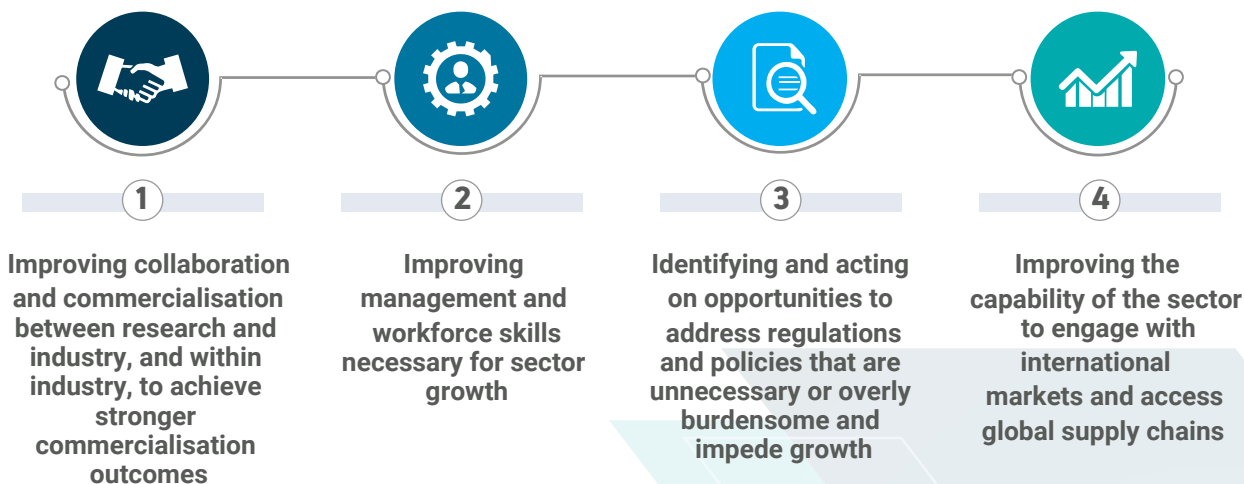 1
Improving collaboration
and commercialisation
between research and
industry, and within
industry, to achieve
stronger
commercialisation
outcomes
2
Improving
management and
workforce skills
necessary for sector
growth
3
Identifying and acting
on opportunities to
address regulations
and policies that are
unnecessary or overly
burdensome and
impede growth
4
Improving the
capability of the sector
to engage with
international
markets and access
global supply chains